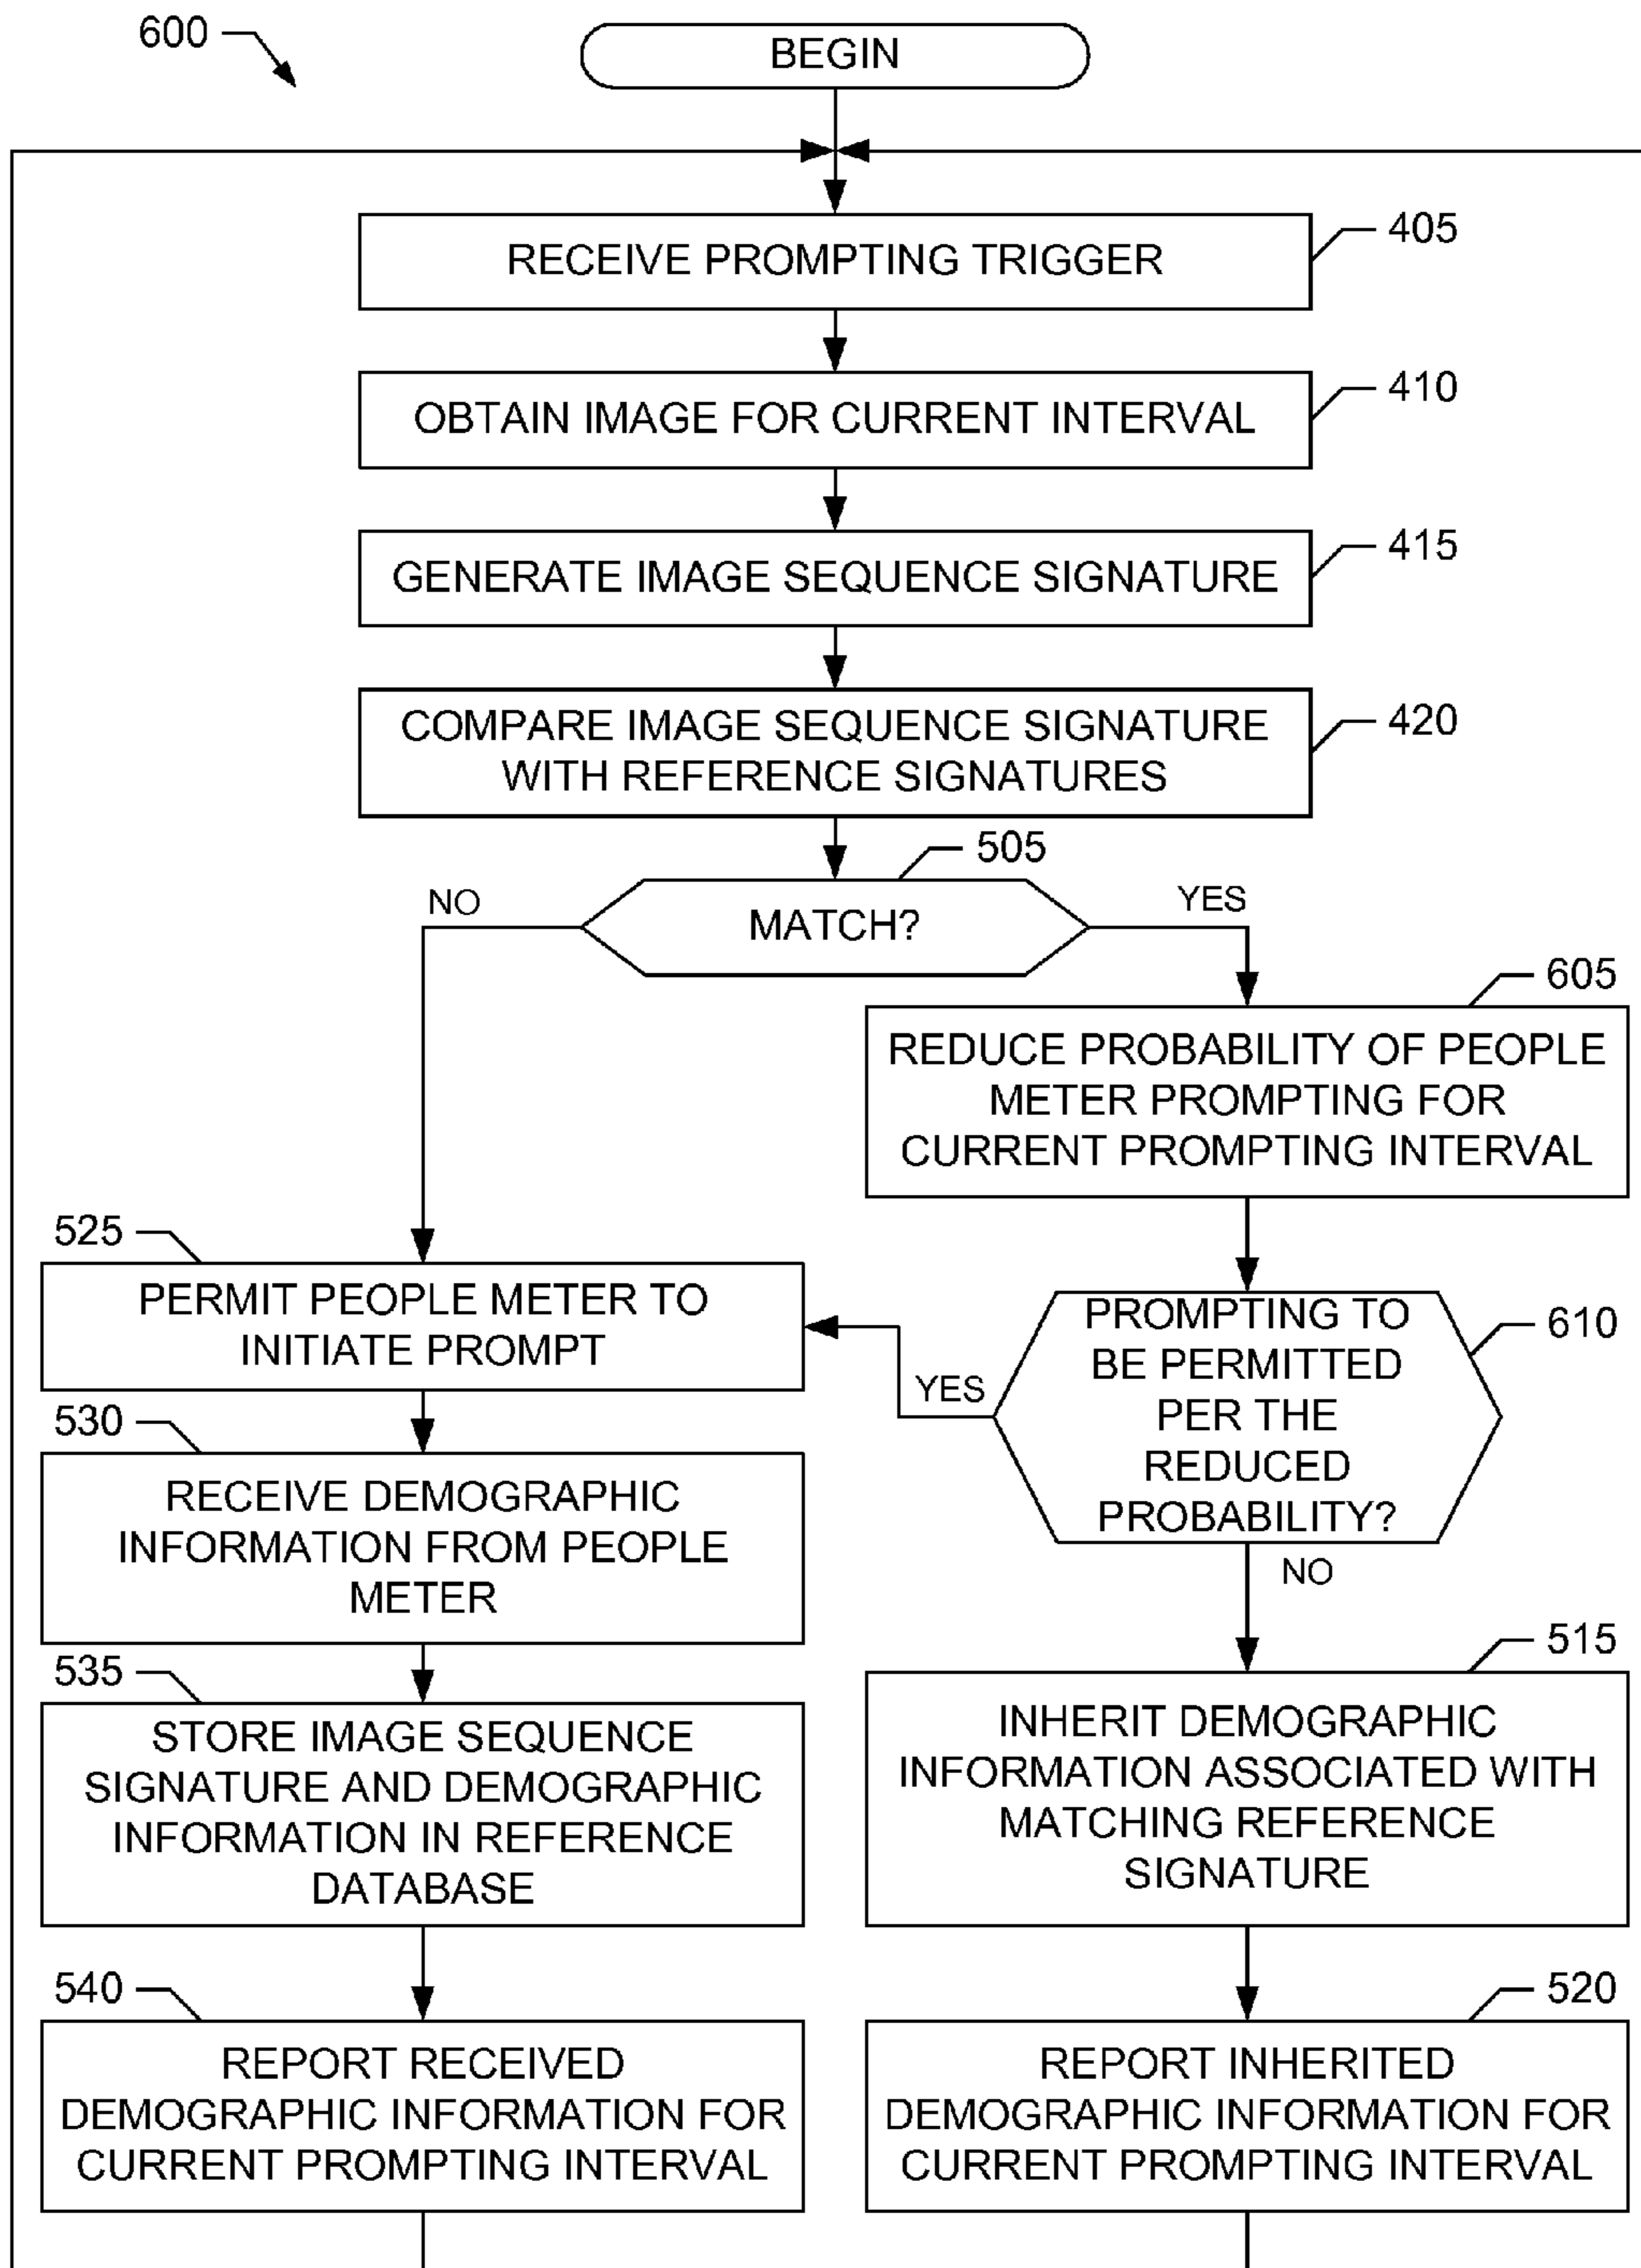 600
BEGIN
RECEIVE PROMPTING TRIGGER
405
OBTAIN IMAGE FOR CURRENT INTERVAL
410
GENERATE IMAGE SEQUENCE SIGNATURE
415
COMPARE IMAGE SEQUENCE SIGNATURE
WITH REFERENCE SIGNATURES
420
505
MATCH?
NO
YES
605
REDUCE PROBABILITY OF PEOPLE
METER PROMPTING FOR
CURRENT PROMPTING INTERVAL
525
PERMIT PEOPLE METER TO
INITIATE PROMPT
YES
PROMPTING TO
BE PERMITTED
PER THE
REDUCED
PROBABILITY?
610
NO
530
RECEIVE DEMOGRAPHIC
INFORMATION FROM PEOPLE
METER
535
STORE IMAGE SEQUENCE
SIGNATURE AND DEMOGRAPHIC
INFORMATION IN REFERENCE
DATABASE
515
INHERIT DEMOGRAPHIC
INFORMATION ASSOCIATED WITH
MATCHING REFERENCE
SIGNATURE
540
REPORT RECEIVED
DEMOGRAPHIC INFORMATION FOR
CURRENT PROMPTING INTERVAL
520
REPORT INHERITED
DEMOGRAPHIC INFORMATION FOR
CURRENT PROMPTING INTERVAL